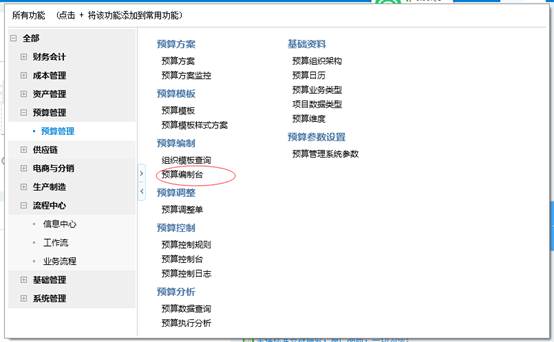 所有功能 (点击 + 将该功能添加到常用功能)
全部
财务会计
成本管理
资产管理
预算管理
预算管理
供应链
电商与分销
生产制造
流程中心
信息中心
工作流
业务流程
基础管理
系统管理
预算方案
预算方案
预算方案监控
预算模板
预算模板
预算模板样式方案
预算编制
组织模板查询
预算编制台
预算调整
预算调整单
预算控制
预算控制规则
预算控制台
预算控制日志
预算分析
预算数据查询
预算执行分析
基础资料
预算组织架构
预算日历
预算业务类型
项目数据类型
预算维度
预算参数设置
预算管理系统参数